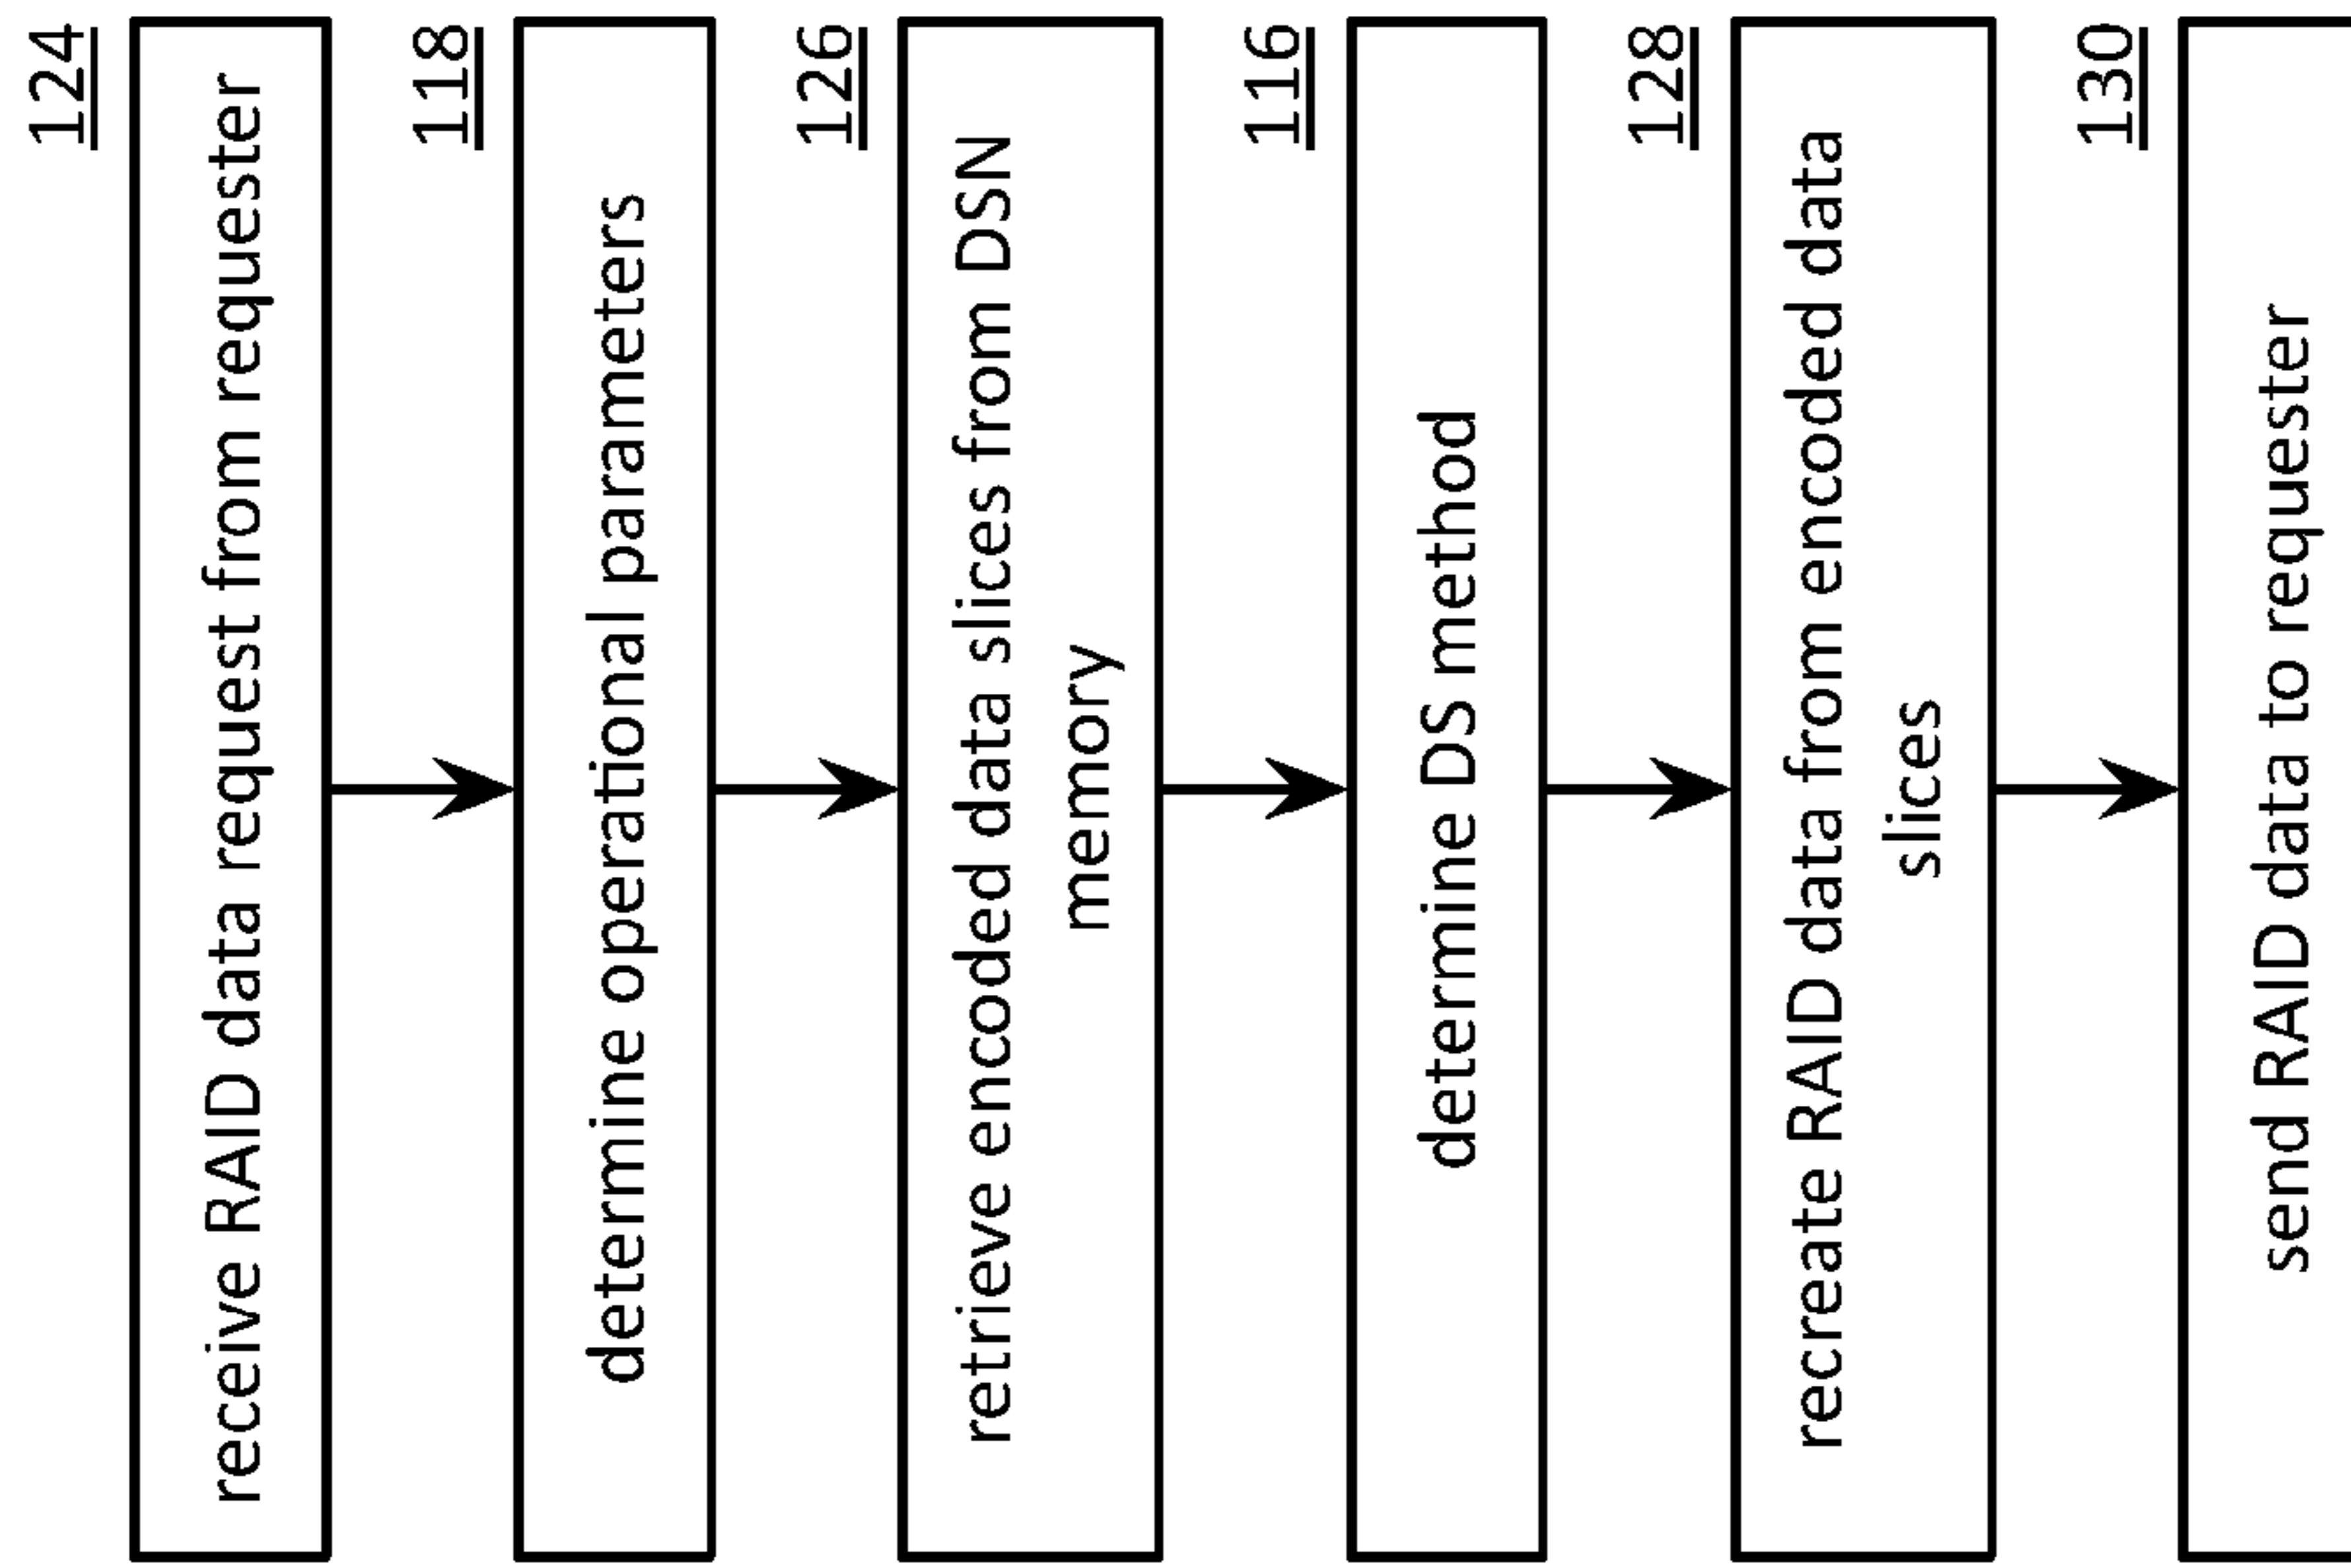 124
receive RAID data request from requester
118
determine operational parameters
126
retrieve encoded data slices from DSN
memory
116
determine DS method
128
recreate RAID data from encoded data
slices
130
send RAID data to requester